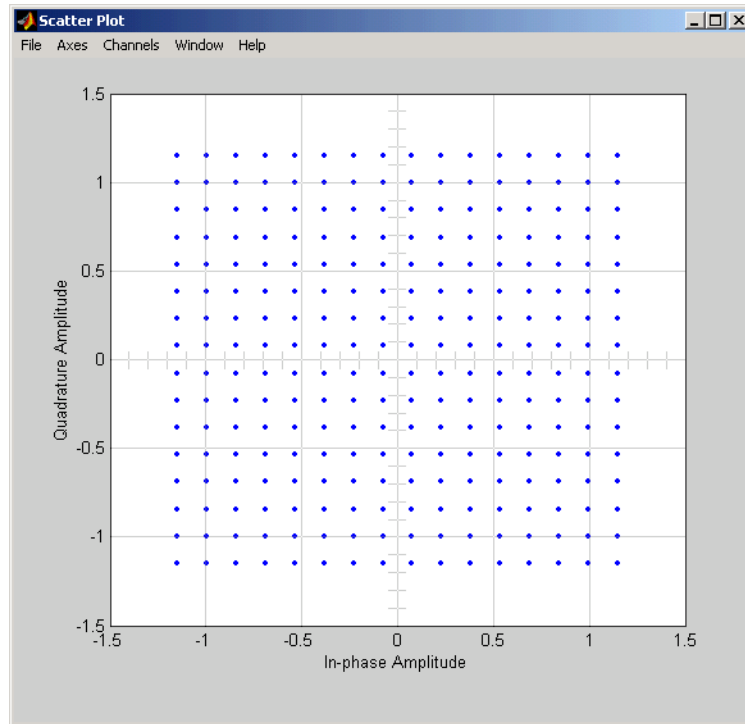 Scatter Plot
File Axes Channels Window Help
1.5
1
0.5
0
-0.5
-1
-1.5
Quadrature Amplitude
-1.5 -1 -0.5 0 0.5 1 1.5
In-phase Amplitude